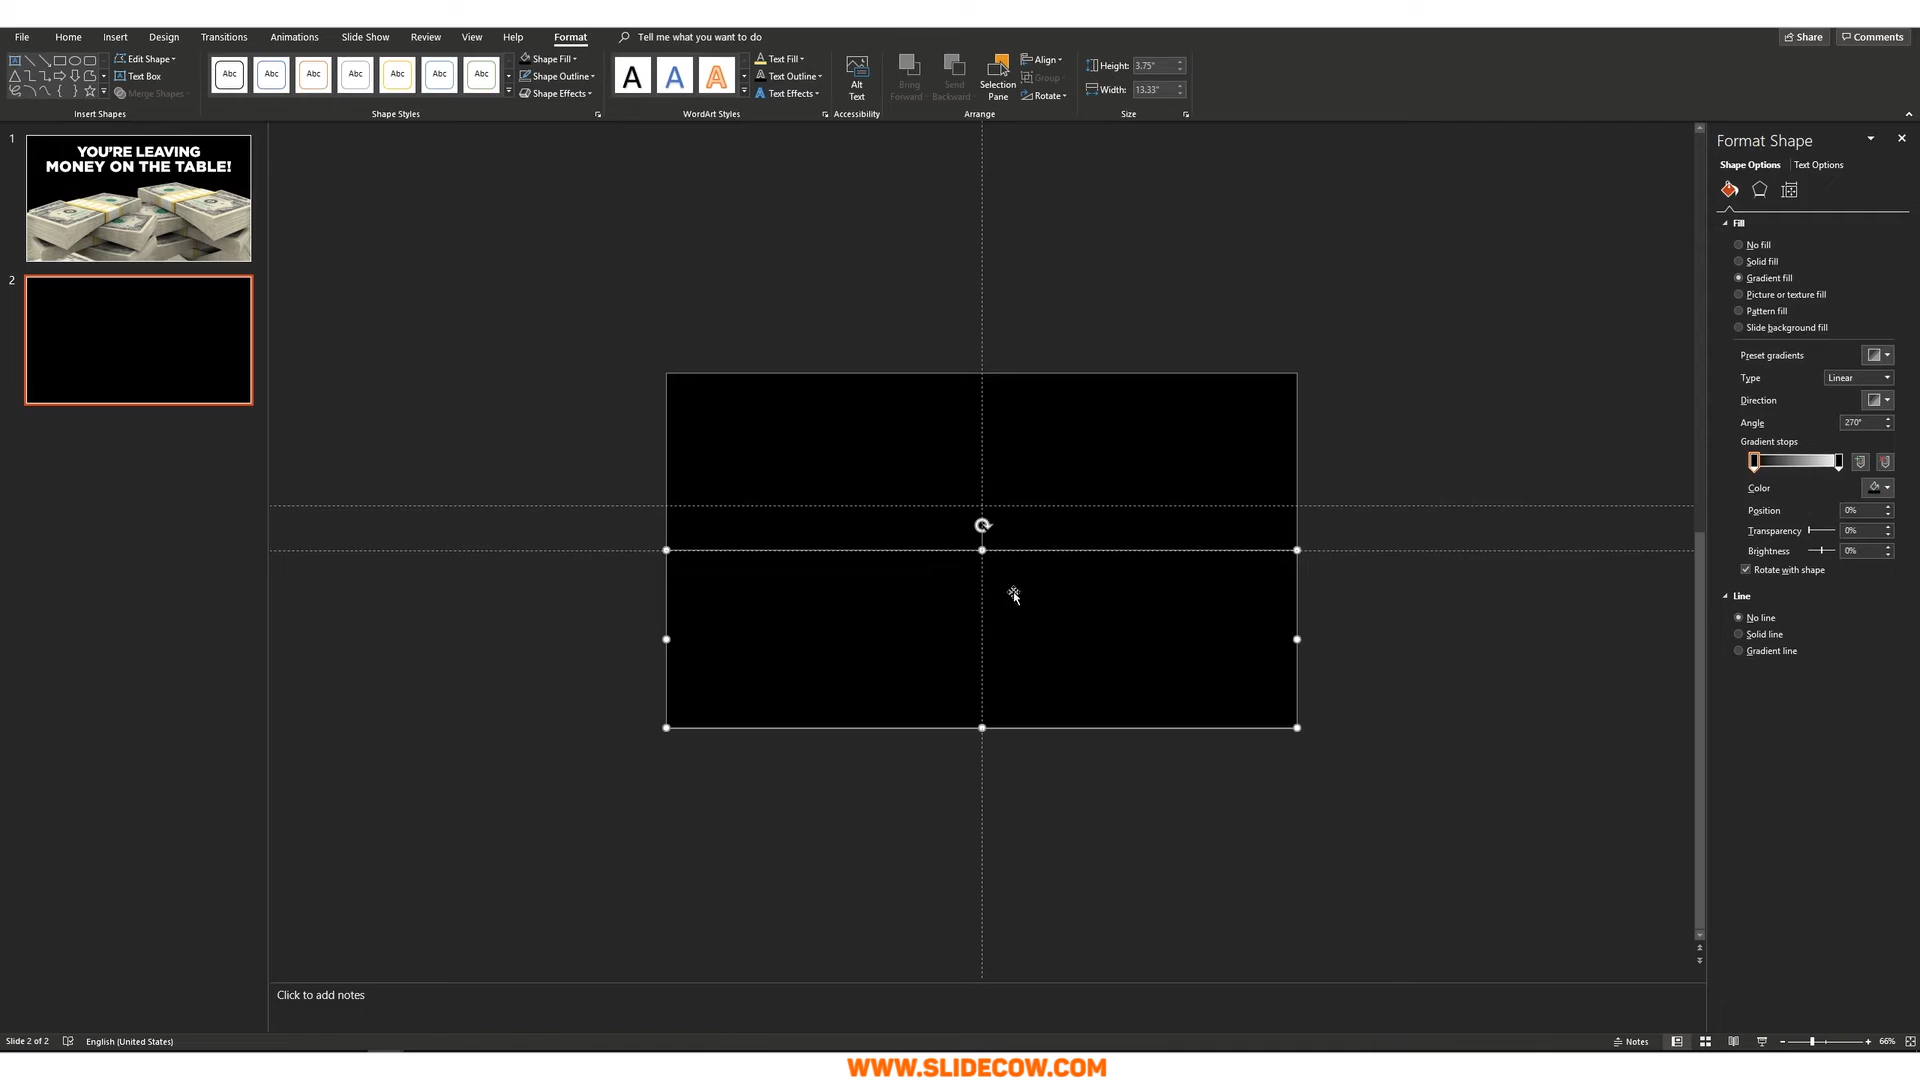 File Home Insert Design Transitions Animations Slide Show Review View Help Format Tell me what you want to do Share Comments
Edit Shape
Text Box
Merge Shapes
Insert Shapes
Abc Abc Abc Abc Abc Abc Abc
Shape Fill
Shape Outline
Shape Effects
Shape Styles
A A A
Text Fill
Text Outline
Text Effects
WordArt Styles
Alt
Text
Accessibility
Bring
Forward
Send
Backward
Selection
Pane
Align
Group
Rotate
Arrange
Height: 3.75"
Width: 13.33"
Size
1
YOU'RE LEAVING
MONEY ON THE TABLE!
2
Format Shape
Shape Options Text Options
Fill
No fill
Solid fill
Gradient fill
Picture or texture fill
Pattern fill
Slide background fill
Preset gradients
Type Linear
Direction
Angle 270°
Gradient stops
Color
Position 0%
Transparency 0%
Brightness 0%
Rotate with shape
Line
No line
Solid line
Gradient line
Click to add notes
Slide 2 of 2 English (United States) Notes 66%
WWW.SLIDECOW.COM